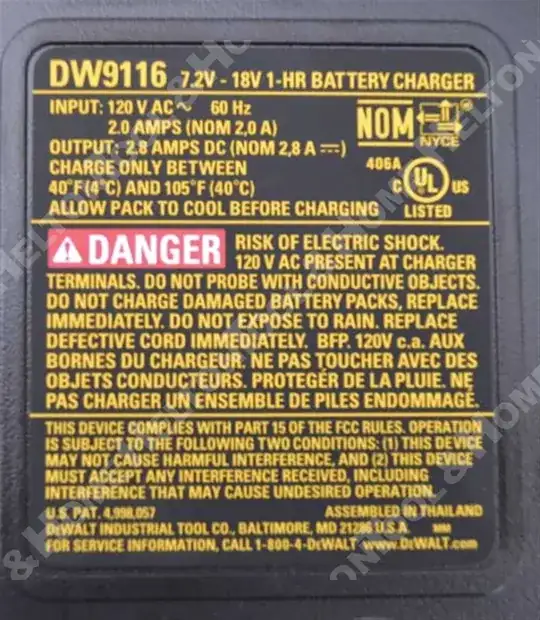 DW9116 7.2V - 18V 1-HR BATTERY CHARGER
INPUT: 120 V AC ~ 60 Hz
2.0 AMPS (NOM 2,0 A)
OUTPUT: 2.8 AMPS DC (NOM 2,8 A ⎓)
CHARGE ONLY BETWEEN
40°F(4°C) AND 105°F (40°C)
ALLOW PACK TO COOL BEFORE CHARGING
NOM NYCE
406A
C UL US
LISTED
DANGER RISK OF ELECTRIC SHOCK.
120 V AC PRESENT AT CHARGER
TERMINALS. DO NOT PROBE WITH CONDUCTIVE OBJECTS.
DO NOT CHARGE DAMAGED BATTERY PACKS, REPLACE
IMMEDIATELY. DO NOT EXPOSE TO RAIN. REPLACE
DEFECTIVE CORD IMMEDIATELY. BFP. 120V c.a. AUX
BORNES DU CHARGEUR. NE PAS TOUCHER AVEC DES
OBJETS CONDUCTEURS. PROTEGÉR DE LA PLUIE. NE
PAS CHARGER UN ENSEMBLE DE PILES ENDOMMAGÉ.
THIS DEVICE COMPLIES WITH PART 15 OF THE FCC RULES. OPERATION
IS SUBJECT TO THE FOLLOWING TWO CONDITIONS: (1) THIS DEVICE
MAY NOT CAUSE HARMFUL INTERFERENCE, AND (2) THIS DEVICE
MUST ACCEPT ANY INTERFERENCE RECEIVED, INCLUDING
INTERFERENCE THAT MAY CAUSE UNDESIRED OPERATION.
U.S. PAT. 4,998,057 ASSEMBLED IN THAILAND
DEWALT INDUSTRIAL TOOL CO., BALTIMORE, MD 21286 U.S.A. MM
FOR SERVICE INFORMATION, CALL 1-800-4-DEWALT www.DEWALT.com